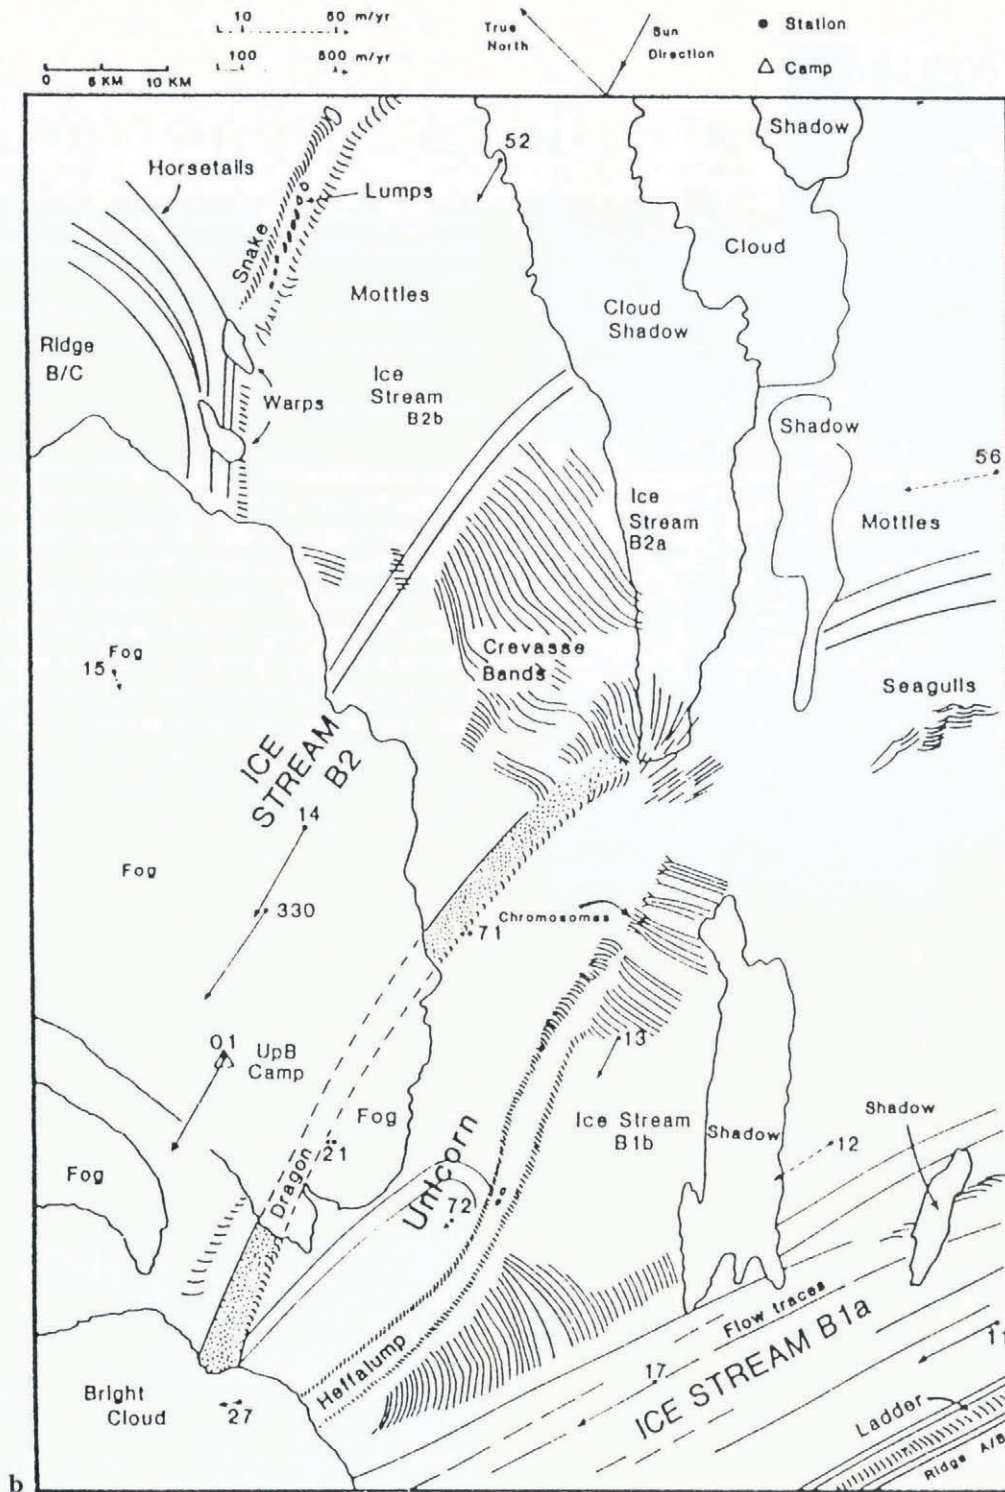 10 50 m/yr
100 500 m/yr
0 5 KM 10 KM
True
North
Sun
Direction
Station
Camp
Shadow
52
Horsetails
Lumps
Snake
Cloud
Mottles
Cloud
Shadow
Ridge
B/C
Ice
Stream
B2b
Warps
Shadow
56
Ice
Stream
B2a
Mottles
Fog
15
Crevasse
Bands
Seagulls
ICE
STREAM
B2
14
Fog
330
Chromosomes
71
01
UpB
Camp
13
Fog
Ice Stream
B1b
Shadow
Shadow
12
Fog
Dragon
21
Unicorn
72
Flow traces
Heffalump
ICE STREAM B1a
17
11
Bright
Cloud
27
Ladder
Ridge A/B
b